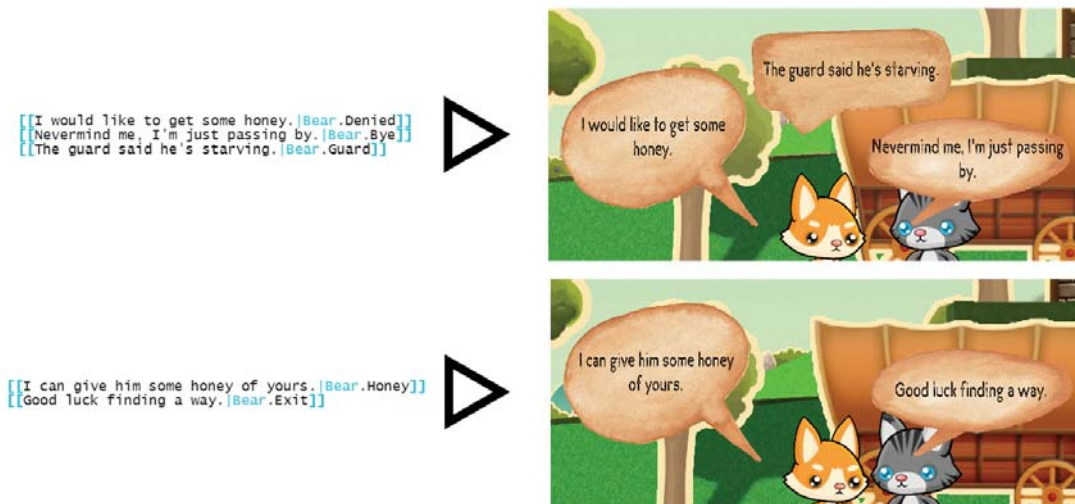 [[I would like to get some honey.|Bear.Denied]]
[[Nevermind me, I'm just passing by.|Bear.Bye]]
[[The guard said he's starving.|Bear.Guard]]
The guard said he's starving.
I would like to get some
honey.
Nevermind me, I'm just passing
by.
[[I can give him some honey of yours.|Bear.Honey]]
[[Good luck finding a way.|Bear.Exit]]
I can give him some honey
of yours.
Good luck finding a way.